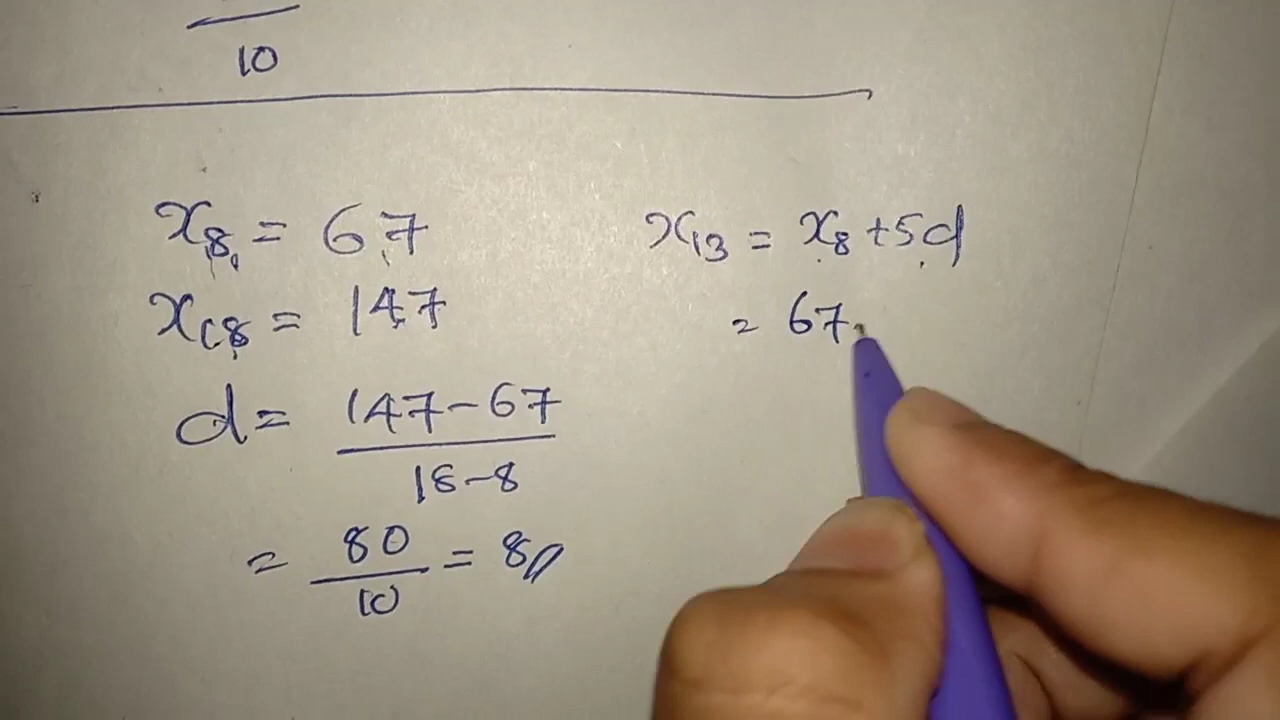 10
x₈ = 67
x₁₈ = 147
d = 147-67
18-8
= 80
10
= 8//
x₁₃ = x₈+5d
= 67